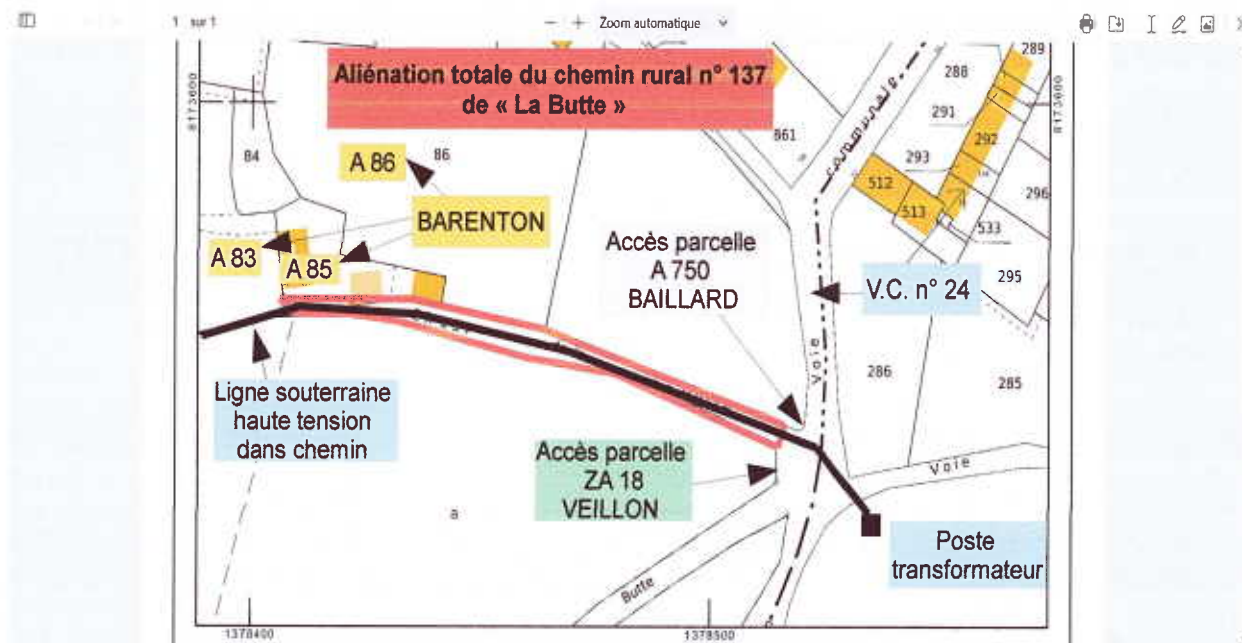 1 sur 1
Zoom automatique
Aliénation totale du chemin rural n° 137
de « La Butte »
8173600
8173600
289
288
291
292
293
296
512
513
533
295
861
84
86
A 86
BARENTON
A 83
A 85
Accès parcelle
A 750
BAILLARD
V.C. n° 24
communale
Voie
286
285
Ligne souterraine
haute tension
dans chemin
Accès parcelle
ZA 18
VEILLON
Voie
a
Butte
Poste
transformateur
1378400
1378500